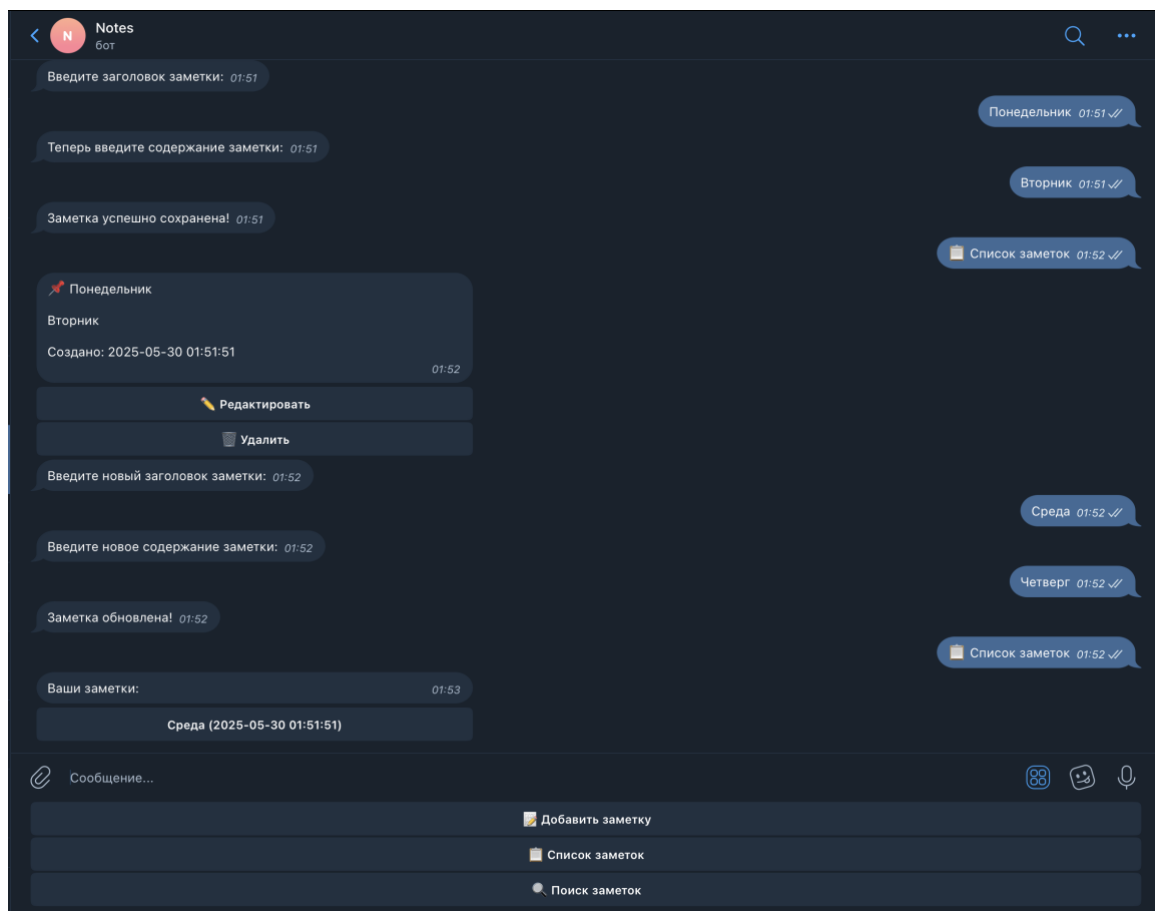 N
Notes
бот
Введите заголовок заметки: 01:51
Понедельник 01:51
Теперь введите содержание заметки: 01:51
Вторник 01:51
Заметка успешно сохранена! 01:51
📋 Список заметок 01:52
📌 Понедельник
Вторник
Создано: 2025-05-30 01:51:51
01:52
✏️ Редактировать
🗑 Удалить
Введите новый заголовок заметки: 01:52
Среда 01:52
Введите новое содержание заметки: 01:52
Четверг 01:52
Заметка обновлена! 01:52
📋 Список заметок 01:52
Ваши заметки: 01:53
Среда (2025-05-30 01:51:51)
Сообщение...
📝 Добавить заметку
📋 Список заметок
🔍 Поиск заметок